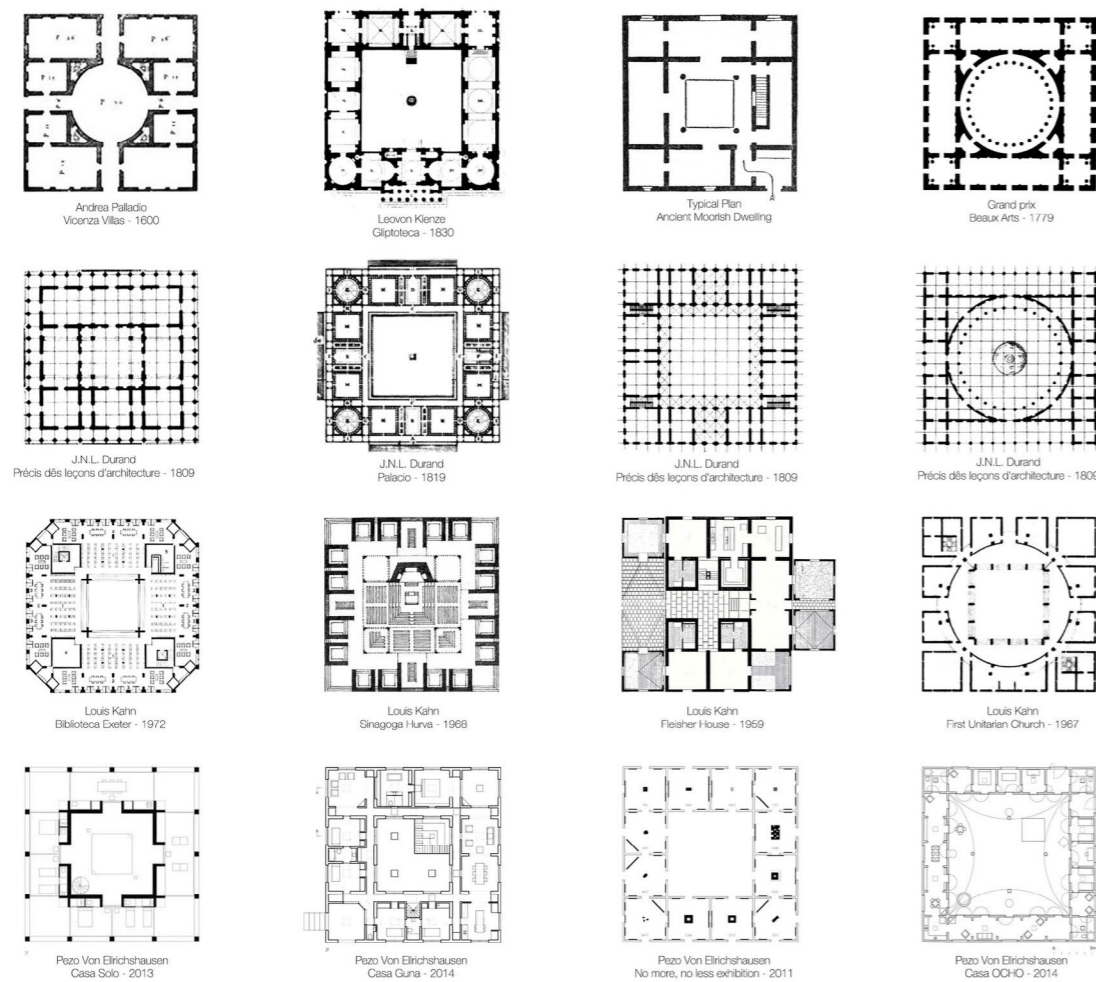 Andrea Palladio
Vicenza Villas - 1600
Leovon Klenze
Gliptoteca - 1830
Typical Plan
Ancient Moorish Dwelling
Grand prix
Beaux Arts - 1779
J.N.L. Durand
Précis dês leçons d'architecture - 1809
J.N.L. Durand
Palacio - 1819
J.N.L. Durand
Précis dês leçons d'architecture - 1809
J.N.L. Durand
Précis dês leçons d'architecture - 1809
Louis Kahn
Biblioteca Exeter - 1972
Louis Kahn
Sinagoga Hurva - 1968
Louis Kahn
Fleisher House - 1959
Louis Kahn
First Unitarian Church - 1967
Pezo Von Ellrichshausen
Casa Solo - 2013
Pezo Von Ellrichshausen
Casa Guna - 2014
Pezo Von Ellrichshausen
No more, no less exhibition - 2011
Pezo Von Ellrichshausen
Casa OCHO - 2014